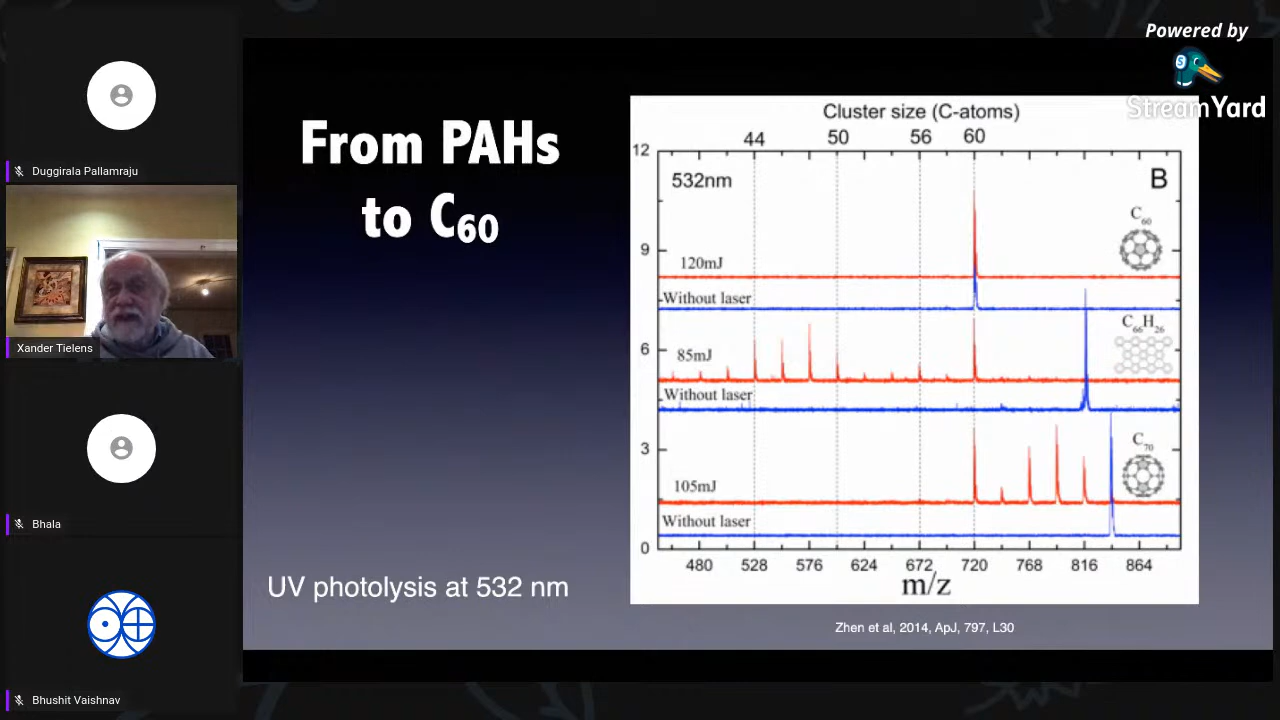 Powered by
StreamYard
Duggirala Pallamraju
Xander Tielens
Bhala
Bhushit Vaishnav
From PAHs
to C60
UV photolysis at 532 nm
Cluster size (C-atoms)
44 50 56 60
12
532nm
B
C60
9
120mJ
Without laser
C66H26
6
85mJ
Without laser
3
C70
105mJ
Without laser
0
480 528 576 624 672 720 768 816 864
m/z
Zhen et al, 2014, ApJ, 797, L30